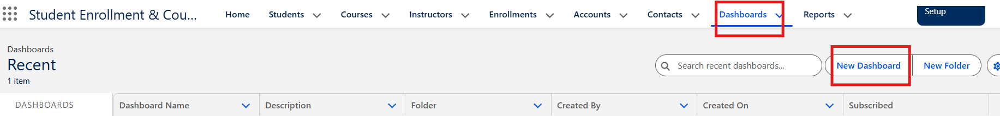 Student Enrollment & Cou... Home Students Courses Instructors Enrollments Accounts Contacts Dashboards Reports Setup
Dashboards
Recent
1 item
Search recent dashboards... New Dashboard New Folder
DASHBOARDS Dashboard Name Description Folder Created By Created On Subscribed